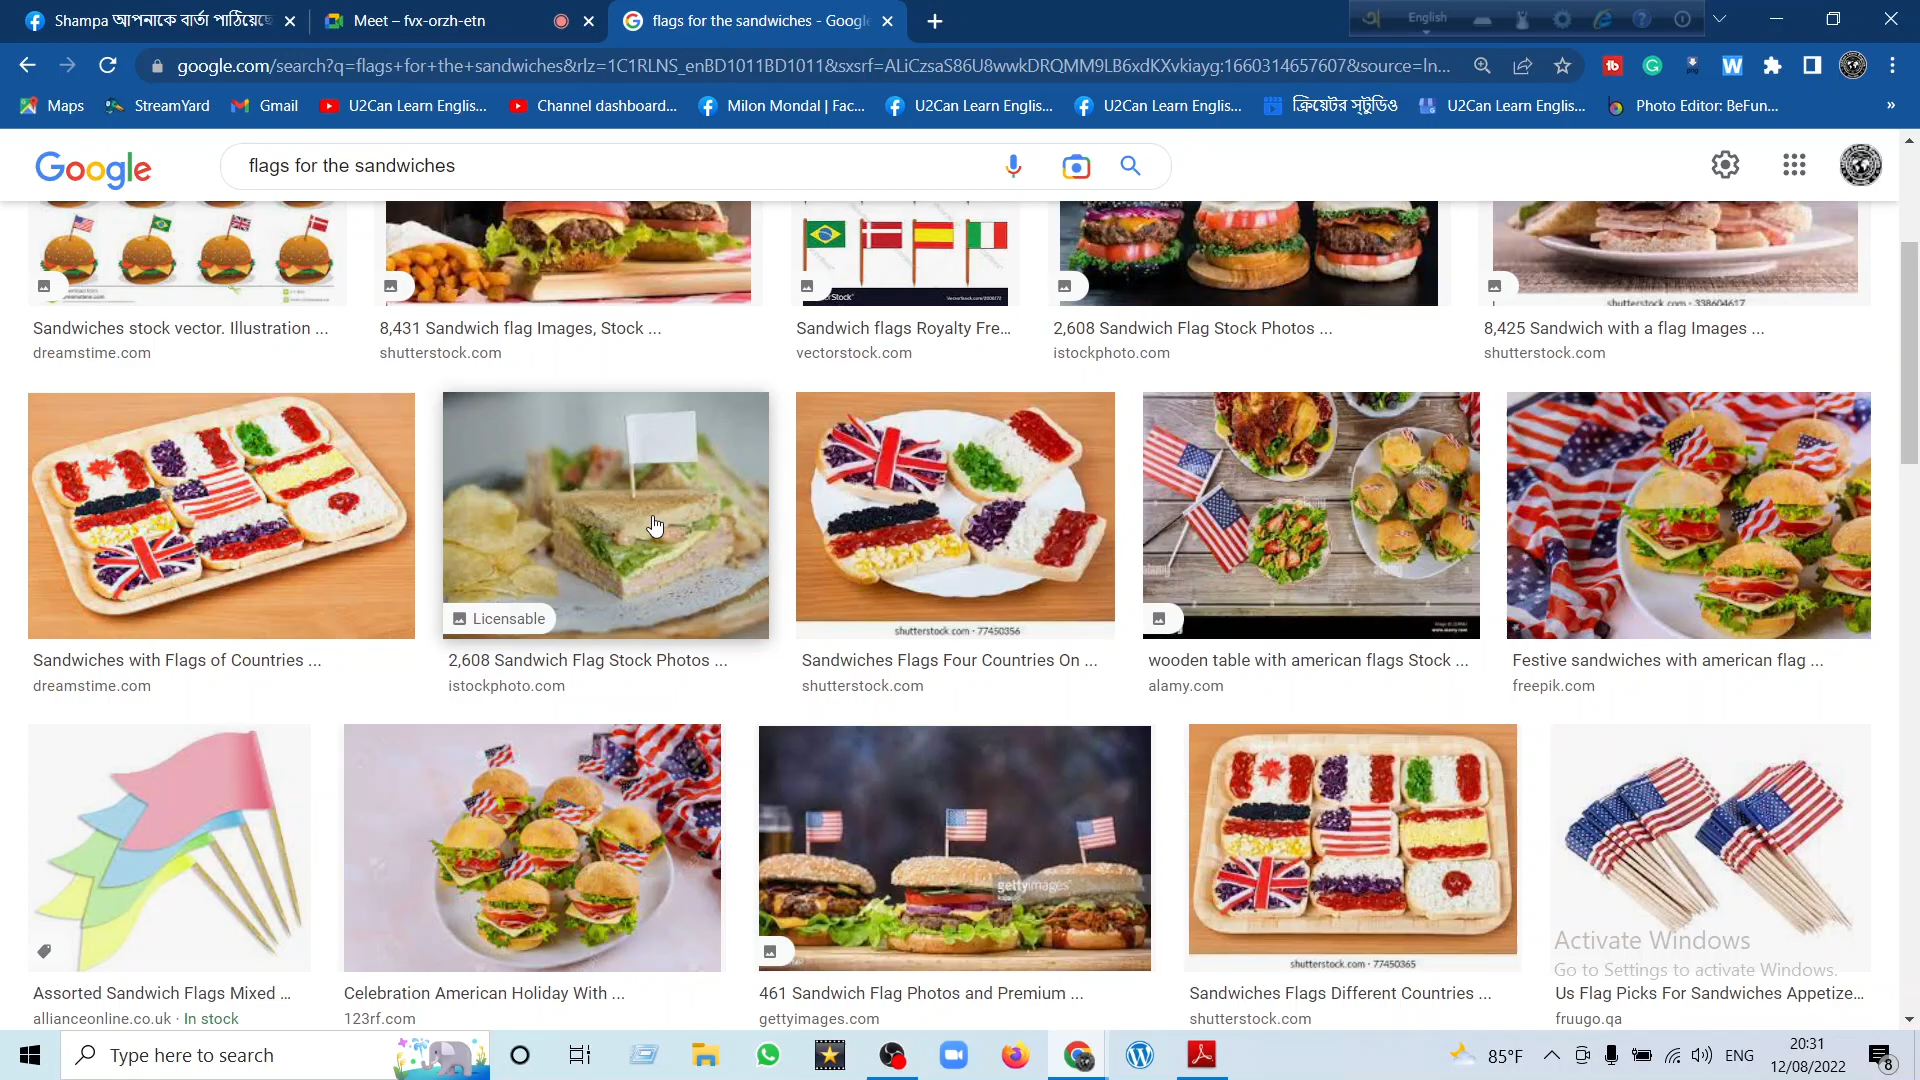 Shampa আপনাকে বার্তা পাঠিয়েছে
Meet – fvx-orzh-etn
flags for the sandwiches - Google
English
google.com/search?q=flags+for+the+sandwiches&rlz=1C1RLNS_enBD1011BD1011&sxsrf=ALiCzsaS86U8wwkDRQMM9LB6xdKXvkiayg:1660314657607&source=ln...
Maps
StreamYard
Gmail
U2Can Learn Englis...
Channel dashboard...
Milon Mondal | Fac...
U2Can Learn Englis...
U2Can Learn Englis...
ক্রিয়েটর স্টুডিও
U2Can Learn Englis...
Photo Editor: BeFun...
»
Google
flags for the sandwiches
shutterstock.com · 338604617
Sandwiches stock vector. Illustration ...
dreamstime.com
8,431 Sandwich flag Images, Stock ...
shutterstock.com
Sandwich flags Royalty Fre...
vectorstock.com
2,608 Sandwich Flag Stock Photos ...
istockphoto.com
8,425 Sandwich with a flag Images ...
shutterstock.com
Licensable
shutterstock.com · 77450356
Sandwiches with Flags of Countries ...
dreamstime.com
2,608 Sandwich Flag Stock Photos ...
istockphoto.com
Sandwiches Flags Four Countries On ...
shutterstock.com
wooden table with american flags Stock ...
alamy.com
Festive sandwiches with american flag ...
freepik.com
gettyimages
shutterstock.com · 77450365
Activate Windows
Go to Settings to activate Windows.
Assorted Sandwich Flags Mixed ...
allianceonline.co.uk · In stock
Celebration American Holiday With ...
123rf.com
461 Sandwich Flag Photos and Premium ...
gettyimages.com
Sandwiches Flags Different Countries ...
shutterstock.com
Us Flag Picks For Sandwiches Appetize...
fruugo.qa
Type here to search
85°F
ENG
20:31
12/08/2022
8